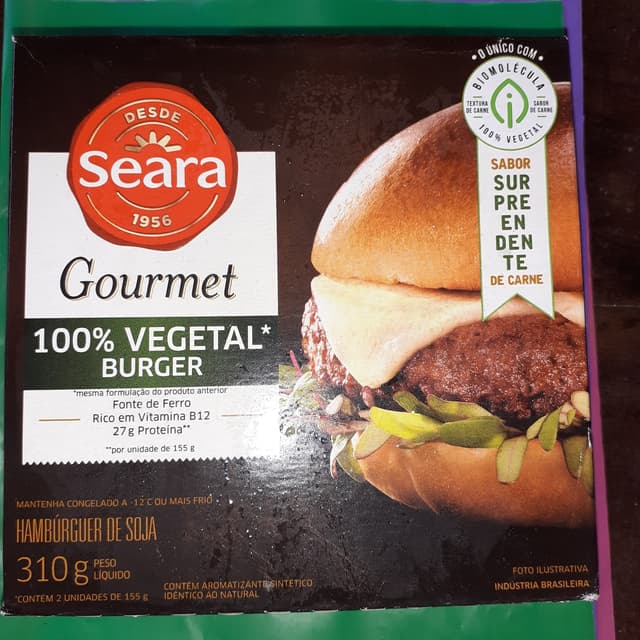 DESDE
Seara
1956
Gourmet
100% VEGETAL*
BURGER
*mesma formulação do produto anterior
Fonte de Ferro
Rico em Vitamina B12
27g Proteína**
**por unidade de 155 g
• O ÚNICO COM •
BIOMOLÉCULA
TEXTURA
DE CARNE
SABOR
DE CARNE
100% VEGETAL
SABOR
SUR
PRE
EN
DEN
TE
DE CARNE
MANTENHA CONGELADO A -12 C OU MAIS FRIO
HAMBÚRGUER DE SOJA
310g PESO
LÍQUIDO
*CONTÉM 2 UNIDADES DE 155 g
CONTÉM AROMATIZANTE SINTÉTICO
IDÊNTICO AO NATURAL
FOTO ILUSTRATIVA
INDÚSTRIA BRASILEIRA